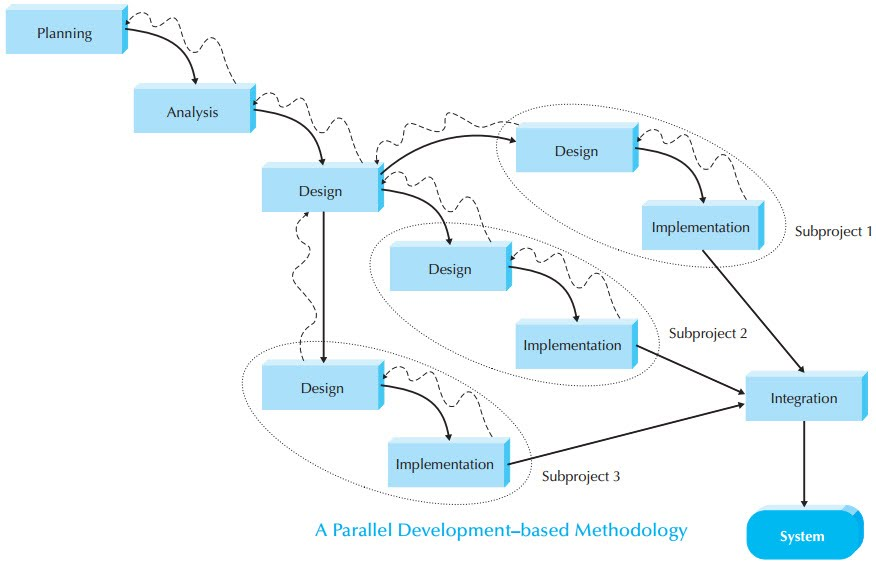 Planning
Analysis
Design
Design
Implementation
Subproject 1
Design
Implementation
Subproject 2
Design
Implementation
Subproject 3
Integration
System
A Parallel Development–based Methodology